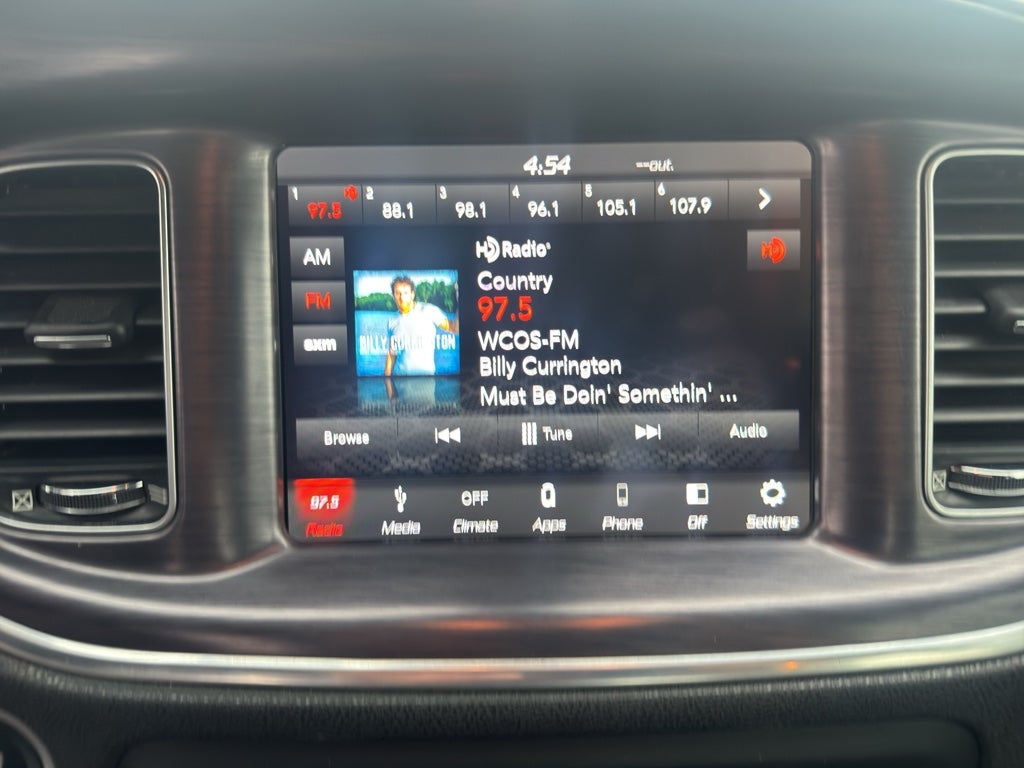 4:54 --out.
1 97.5 2 88.1 3 98.1 4 96.1 5 105.1 6 107.9
AM
FM
sxm
BILLY CURRINGTON
HD Radio
Country
97.5
WCOS-FM
Billy Currington
Must Be Doin' Somethin' ...
Browse Tune Audio
97.5 OFF
Radio Media Climate Apps Phone Off Settings